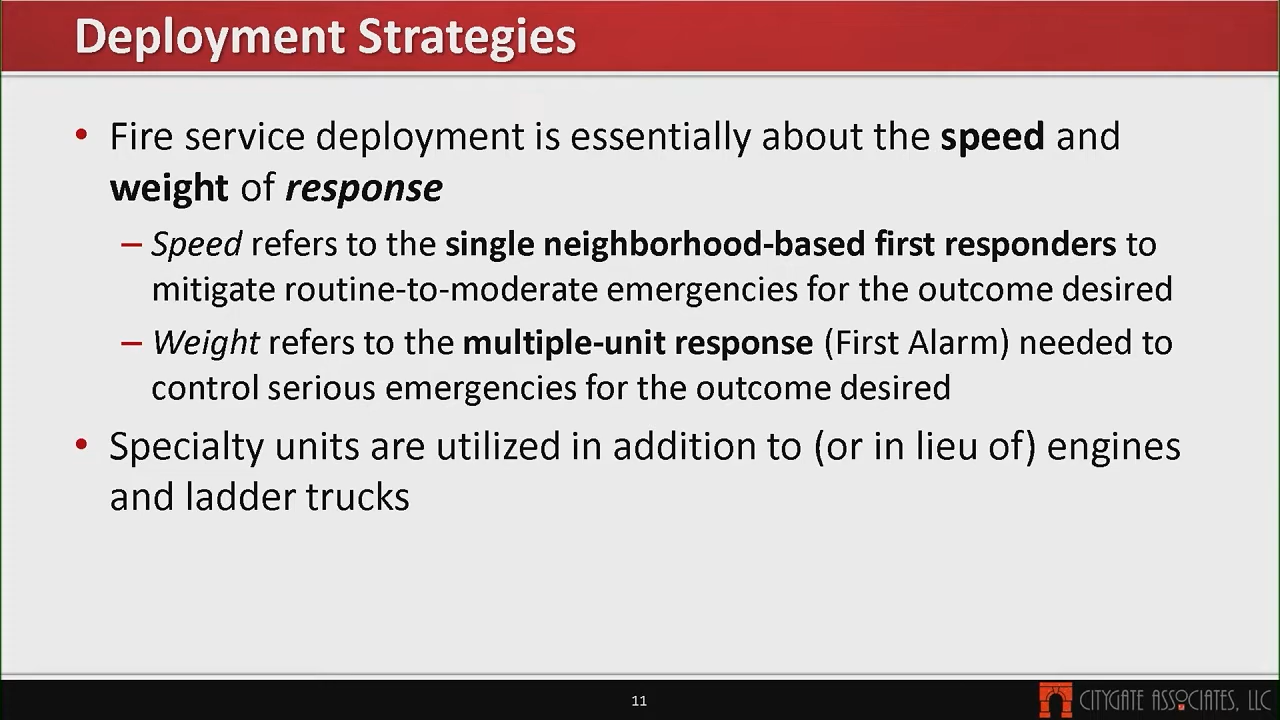 Deployment Strategies
• Fire service deployment is essentially about the speed and
weight of response
– Speed refers to the single neighborhood-based first responders to
mitigate routine-to-moderate emergencies for the outcome desired
– Weight refers to the multiple-unit response (First Alarm) needed to
control serious emergencies for the outcome desired
• Specialty units are utilized in addition to (or in lieu of) engines
and ladder trucks
11
CITYGATE ASSOCIATES, LLC